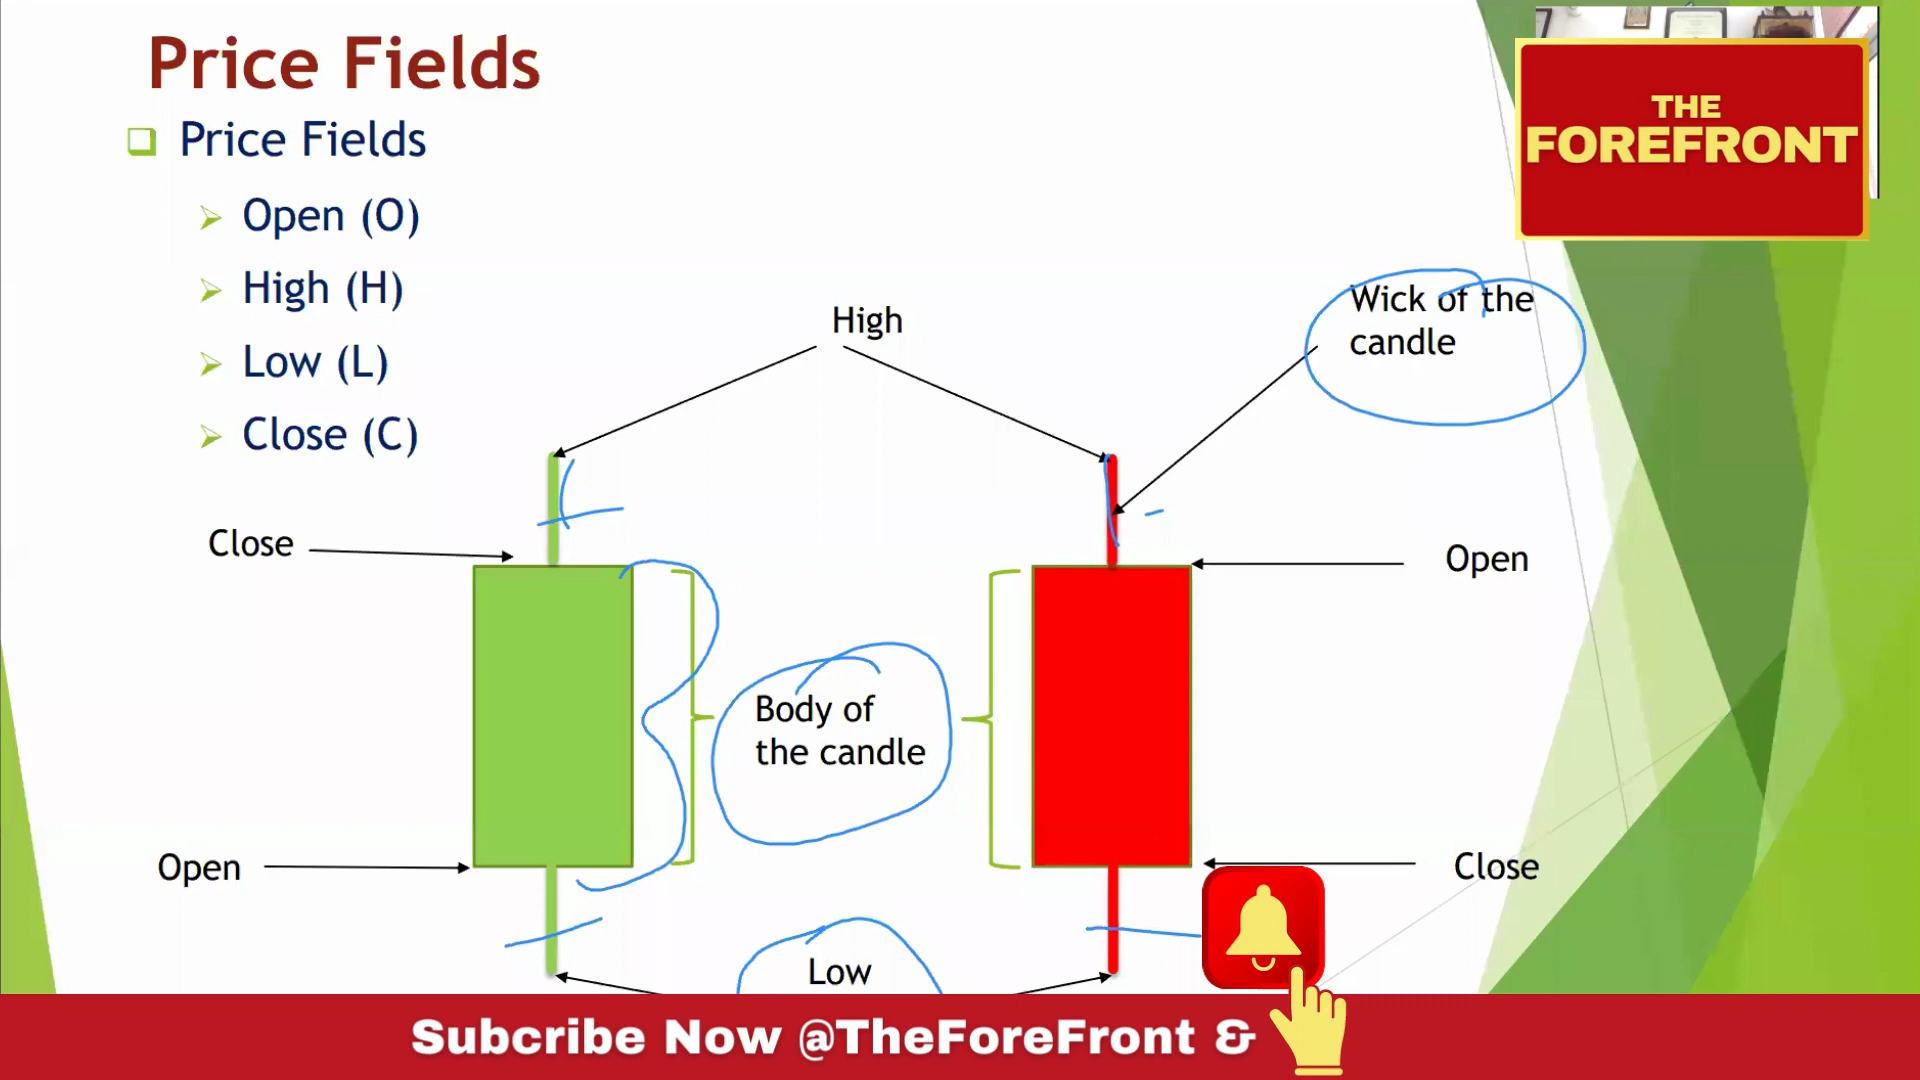 Price Fields
Price Fields
Open (O)
High (H)
Low (L)
Close (C)
THE
FOREFRONT
High
Wick of the
candle
Close
Open
Body of
the candle
Open
Close
Low
Subcribe Now @TheForeFront &